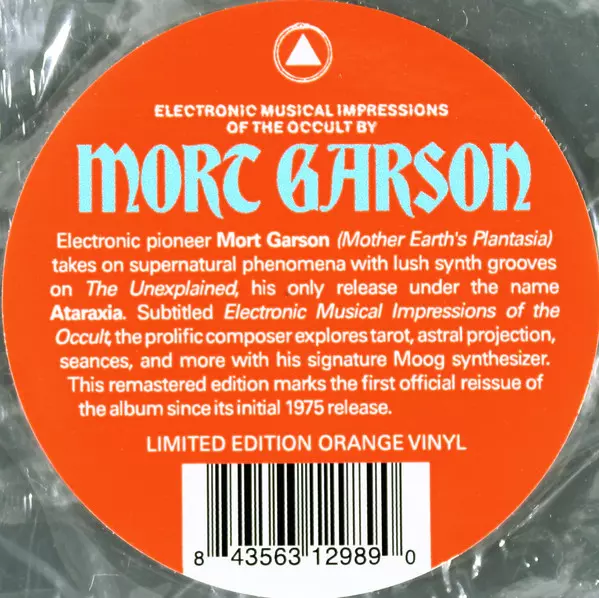 ELECTRONIC MUSICAL IMPRESSIONS
OF THE OCCULT BY
MORT GARSON
Electronic pioneer Mort Garson (Mother Earth's Plantasia)
takes on supernatural phenomena with lush synth grooves
on The Unexplained, his only release under the name
Ataraxia. Subtitled Electronic Musical Impressions of the
Occult, the prolific composer explores tarot, astral projection,
seances, and more with his signature Moog synthesizer.
This remastered edition marks the first official reissue of
the album since its initial 1975 release.
LIMITED EDITION ORANGE VINYL
8 43563 12989 0